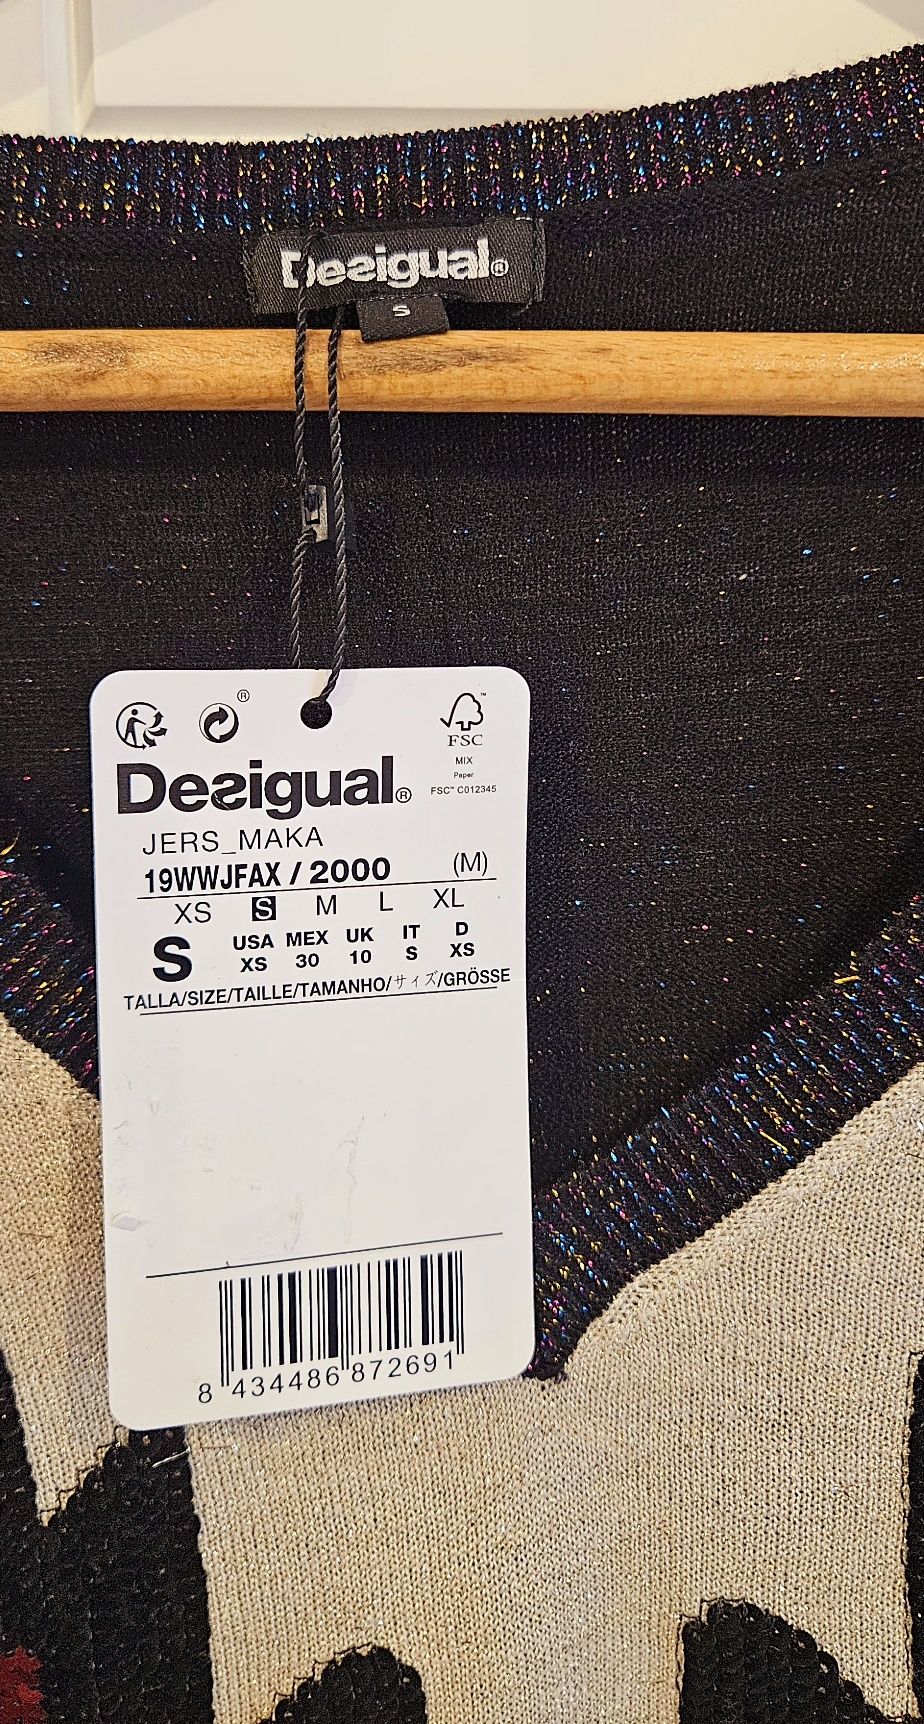 Desigual®
S
®
FSC™
MIX
Paper
FSC™ C012345
Desigual®
JERS_MAKA
19WWJFAX / 2000 (M)
XS S M L XL
S USA MEX UK IT D
XS 30 10 S XS
TALLA/SIZE/TAILLE/TAMANHO/サイズ/GRÖSSE
8 434486 872691